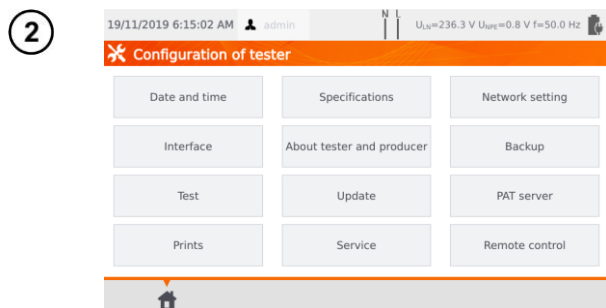 2
19/11/2019 6:15:02 AM admin N L ULN=236.3 V UNPE=0.8 V f=50.0 Hz
Configuration of tester
Date and time Specifications Network setting
Interface About tester and producer Backup
Test Update PAT server
Prints Service Remote control